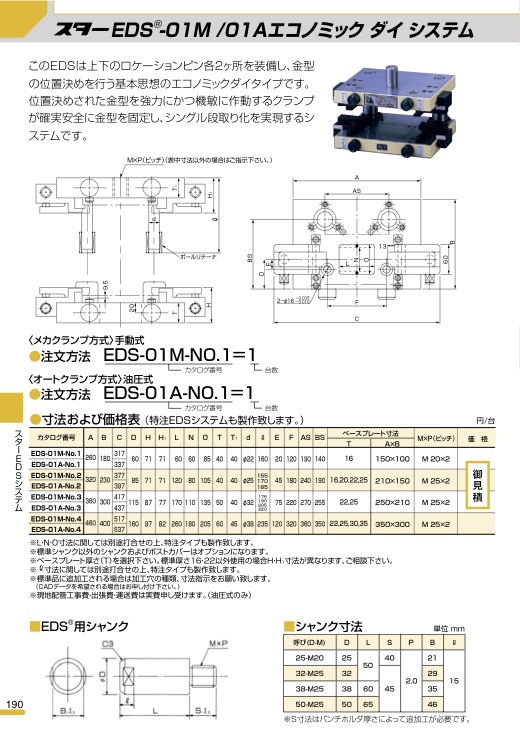 スターEDS®-01M /01Aエコノミック ダイ システム
このEDSは上下のロケーションピン各2ヶ所を装備し、金型
の位置決めを行う基本思想のエコノミックダイタイプです。
位置決めされた金型を強力にかつ機敏に作動するクランプ
が確実安全に金型を固定し、シングル段取り化を実現するシ
ステムです。
M×P(ピッチ) (表中寸法以外の場合はご指示下さい。)
T₁ H₁ d ℓ
ボールリテーナ
9.5 20 T H
A
AS
13
BS D E L N O 60 B
2-φ16
F
C
〈メカクランプ方式〉手動式
●注文方法 EDS-01M-NO.1=1
カタログ番号 台数
〈オートクランプ方式〉油圧式
●注文方法 EDS-01A-NO.1=1
カタログ番号 台数
●寸法および価格表 (特注EDSシステムも製作致します。) 円/台
カタログ番号 A B C D H H₁ L N O T T₁ d ℓ E F AS BS ベースプレート寸法 M×P(ピッチ) 価 格
T A×B
EDS-01M-No.1 260 180 317 60 71 71 60 60 85 40 40 φ22 160 20 120 190 140 16 150×100 M 20×2
EDS-01A-No.1 337
EDS-01M-No.2 320 230 377 85 71 71 120 80 105 40 40 φ25 155 170 185 45 180 240 180 16,20,22,25 210×150 M 25×2
EDS-01A-No.2 397
EDS-01M-No.3 360 300 417 115 87 77 170 110 135 50 40 φ32 75 220 270 255 22,25 250×210 M 25×2
EDS-01A-No.3 437
EDS-01M-No.4 460 400 517 160 97 82 260 180 205 60 45 φ38 235 120 320 360 350 22,25,30,35 350×300 M 25×2
EDS-01A-No.4 537
御見積
※L・N・O寸法に関しては別途打合せの上、特注タイプも製作致します。
※標準シャンク以外のシャンクおよびポストカバーはオプションになります。
※ベースプレート厚さ(T)を選択下さい。標準厚さ16・22以外使用の場合H・H₁寸法が異なります、ご相談下さい。
※ ℓ寸法に関しては別途打合せの上、特注タイプも製作致します。
※標準品に追加工される場合は加工穴の種類、寸法指示をお願い致します。
(CADデータを希望される場合はお申し付け下さい。)
※現地配管工事費・出張費・運送費は実費申し受けます。(油圧式のみ)
スターEDSシステム
■EDS®用シャンク
C3 M×P
φD
ℓ
B L S
■シャンク寸法 単位 mm
呼び(D-M) D L S P B ℓ
25-M20 25 50 40 2.0 21 15
32-M25 32 45 29
38-M25 38 60 35
50-M25 50 65 46
※S寸法はパンチホルダ厚さによって追加工が必要です。
190